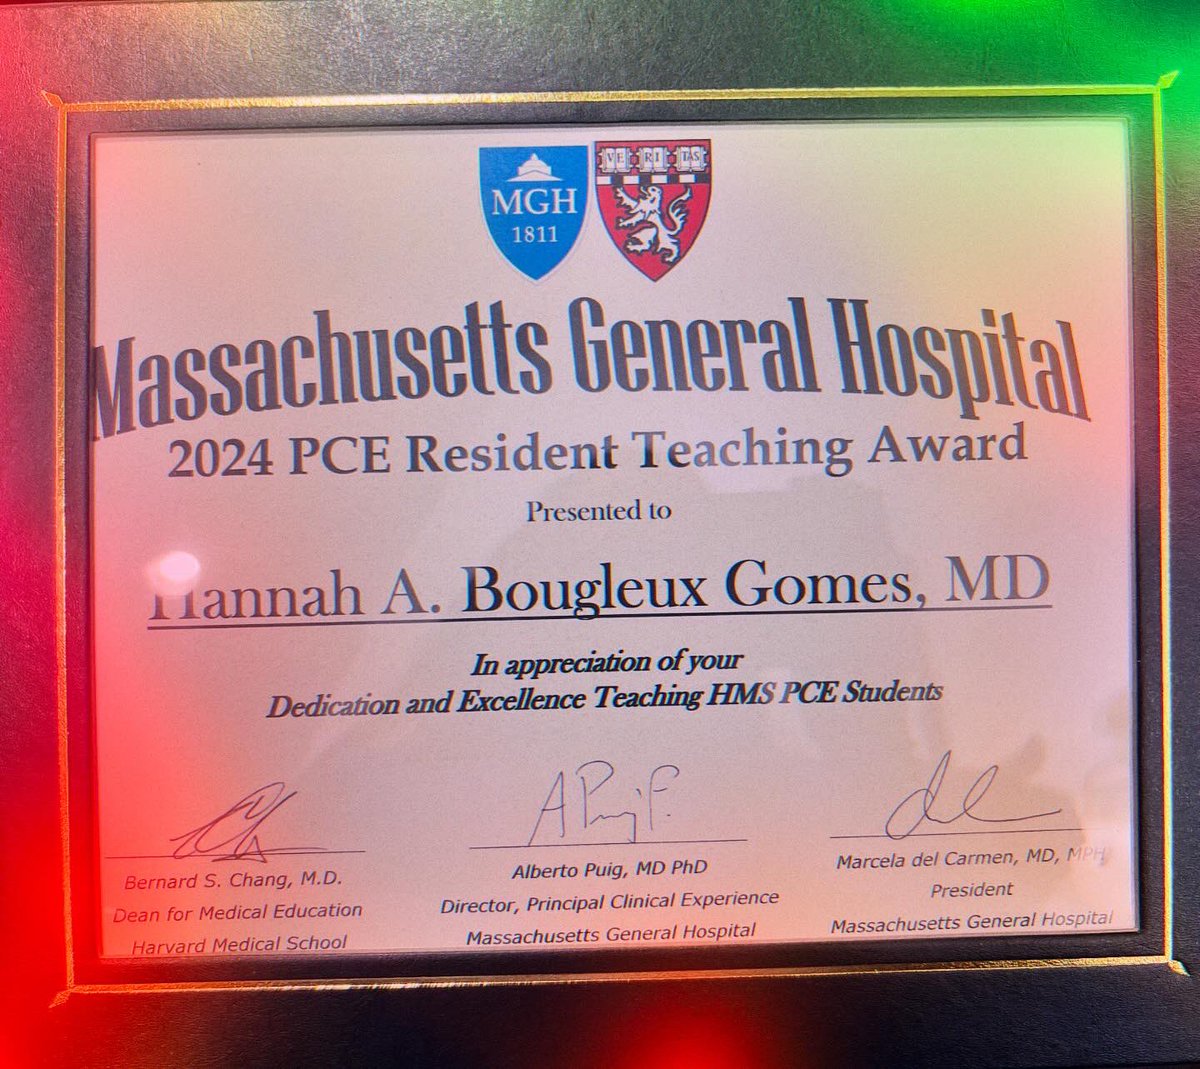 MGH
1811
VE RI TAS
Massachusetts General Hospital
2024 PCE Resident Teaching Award
Presented to
Hannah A. Bougleux Gomes, MD
In appreciation of your
Dedication and Excellence Teaching HMS PCE Students
A Puig F.
Bernard S. Chang, M.D.
Dean for Medical Education
Harvard Medical School
Alberto Puig, MD PhD
Director, Principal Clinical Experience
Massachusetts General Hospital
Marcela del Carmen, MD, MPH
President
Massachusetts General Hospital